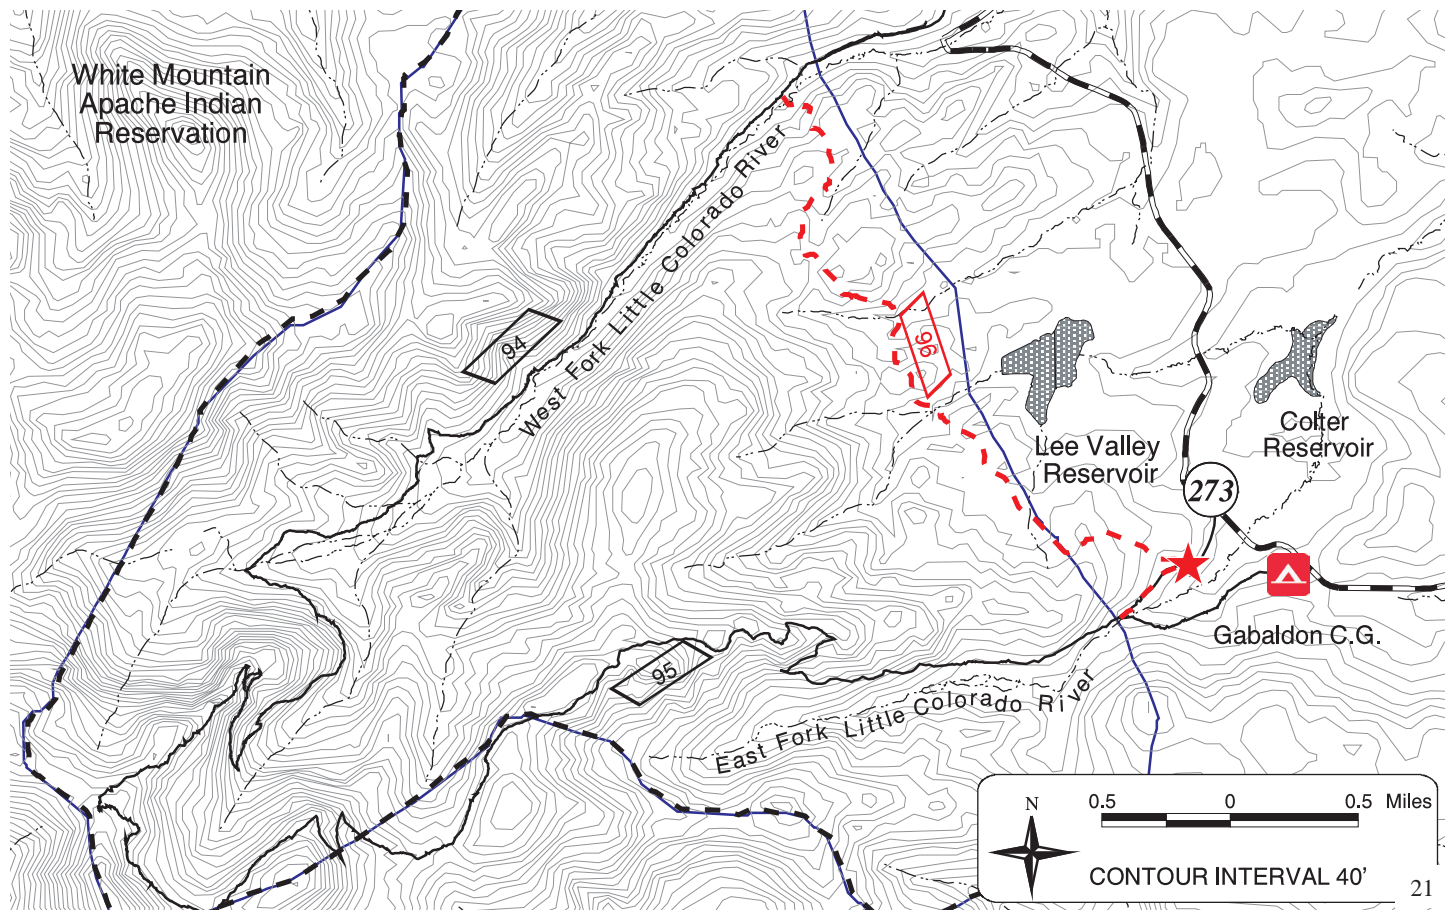 White Mountain
Apache Indian
Reservation
West Fork Little Colorado River
94
96
Lee Valley
Reservoir
Colter
Reservoir
273
Gabaldon C.G.
95
East Fork Little Colorado River
N
0.5 0 0.5 Miles
CONTOUR INTERVAL 40'
21